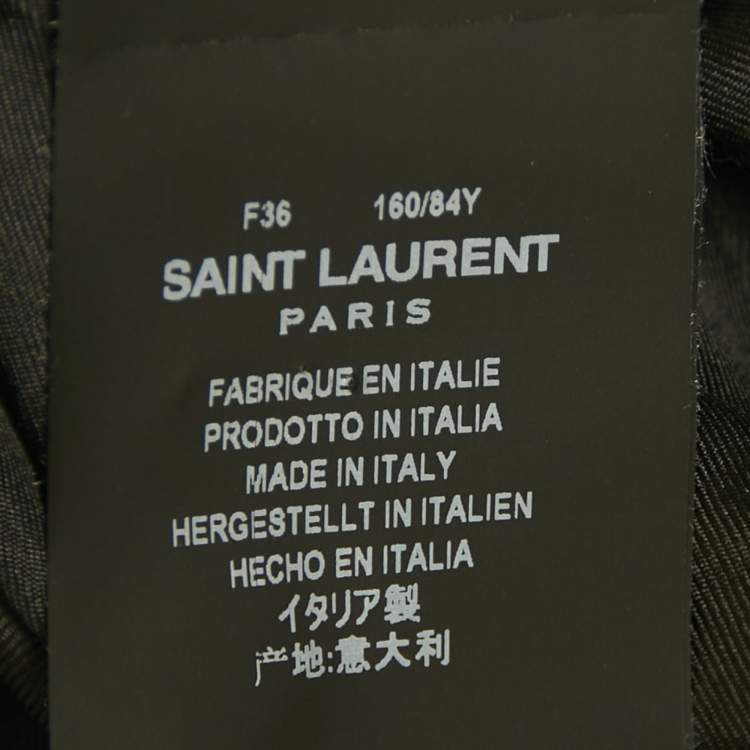 F36 160/84Y
SAINT LAURENT
PARIS
FABRIQUE EN ITALIE
PRODOTTO IN ITALIA
MADE IN ITALY
HERGESTELLT IN ITALIEN
HECHO EN ITALIA
イタリア製
产地:意大利